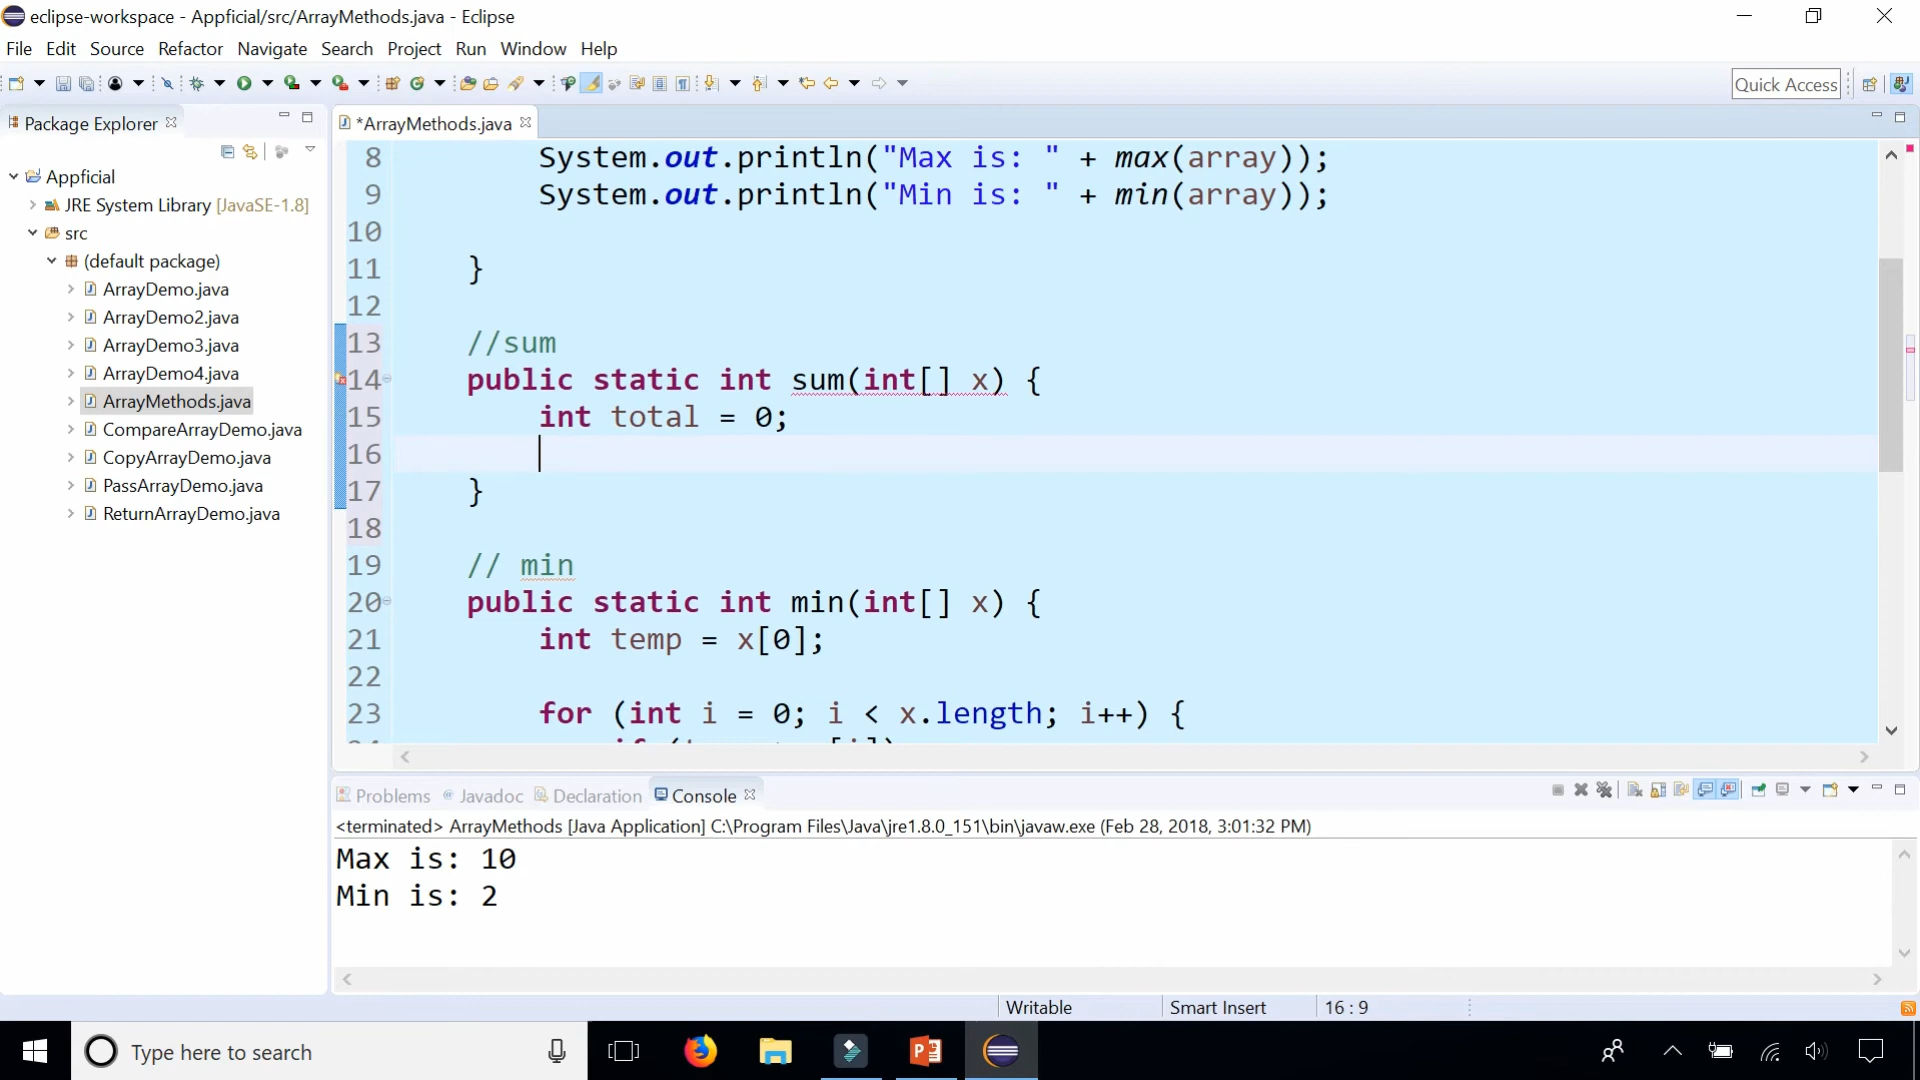 eclipse-workspace - Appficial/src/ArrayMethods.java - Eclipse
File Edit Source Refactor Navigate Search Project Run Window Help
Quick Access
Package Explorer
*ArrayMethods.java
Appficial
JRE System Library [JavaSE-1.8]
src
(default package)
ArrayDemo.java
ArrayDemo2.java
ArrayDemo3.java
ArrayDemo4.java
ArrayMethods.java
CompareArrayDemo.java
CopyArrayDemo.java
PassArrayDemo.java
ReturnArrayDemo.java
8 System.out.println("Max is: " + max(array));
9 System.out.println("Min is: " + min(array));
10
11 }
12
13 //sum
14 public static int sum(int[] x) {
15 int total = 0;
16
17 }
18
19 // min
20 public static int min(int[] x) {
21 int temp = x[0];
22
23 for (int i = 0; i < x.length; i++) {
Problems Javadoc Declaration Console
<terminated> ArrayMethods [Java Application] C:\Program Files\Java\jre1.8.0_151\bin\javaw.exe (Feb 28, 2018, 3:01:32 PM)
Max is: 10
Min is: 2
Writable Smart Insert 16 : 9
Type here to search